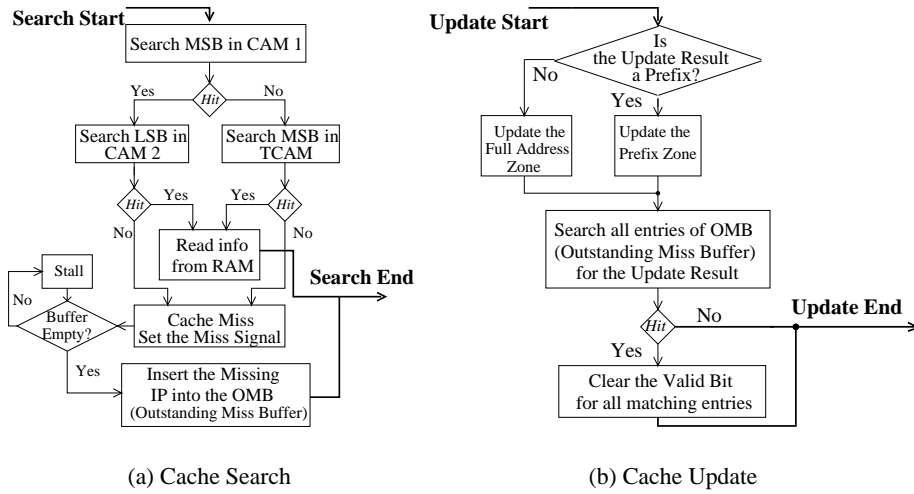 Search Start
Search MSB in CAM 1
Hit
Yes
No
Search LSB in
CAM 2
Search MSB in
TCAM
Hit
Yes
Yes
Hit
No
No
Read info
from RAM
Search End
Stall
No
Buffer
Empty?
Cache Miss
Set the Miss Signal
Yes
Insert the Missing
IP into the OMB
(Outstanding Miss Buffer)
(a) Cache Search
Update Start
Is
the Update Result
a Prefix?
No
Yes
Update the
Full Address
Zone
Update the
Prefix Zone
Search all entries of OMB
(Outstanding Miss Buffer)
for the Update Result
Hit
No
Update End
Yes
Clear the Valid Bit
for all matching entries
(b) Cache Update